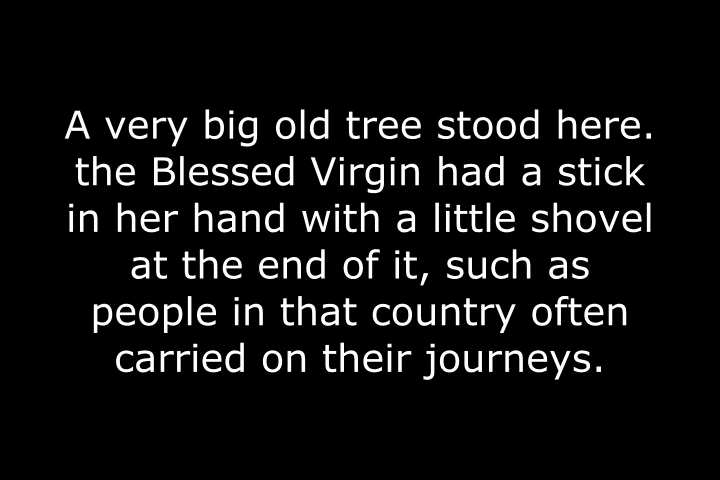 A very big old tree stood here.
the Blessed Virgin had a stick
in her hand with a little shovel
at the end of it, such as
people in that country often
carried on their journeys.